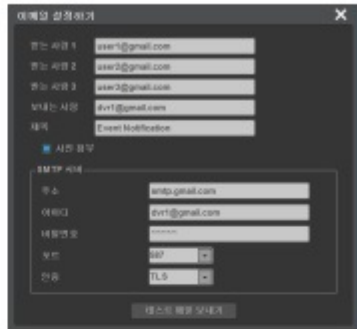 이메일 설정하기
받는 사람 1 user1@gmail.com
받는 사람 2 user2@gmail.com
받는 사람 3 user3@gmail.com
보내는 사람 dvr1@gmail.com
제목 Event Notification
사진 첨부
SMTP 서버
주소 smtp.gmail.com
아이디 dvr1@gmail.com
비밀번호
포트 587
인증 TLS
테스트 메일 보내기